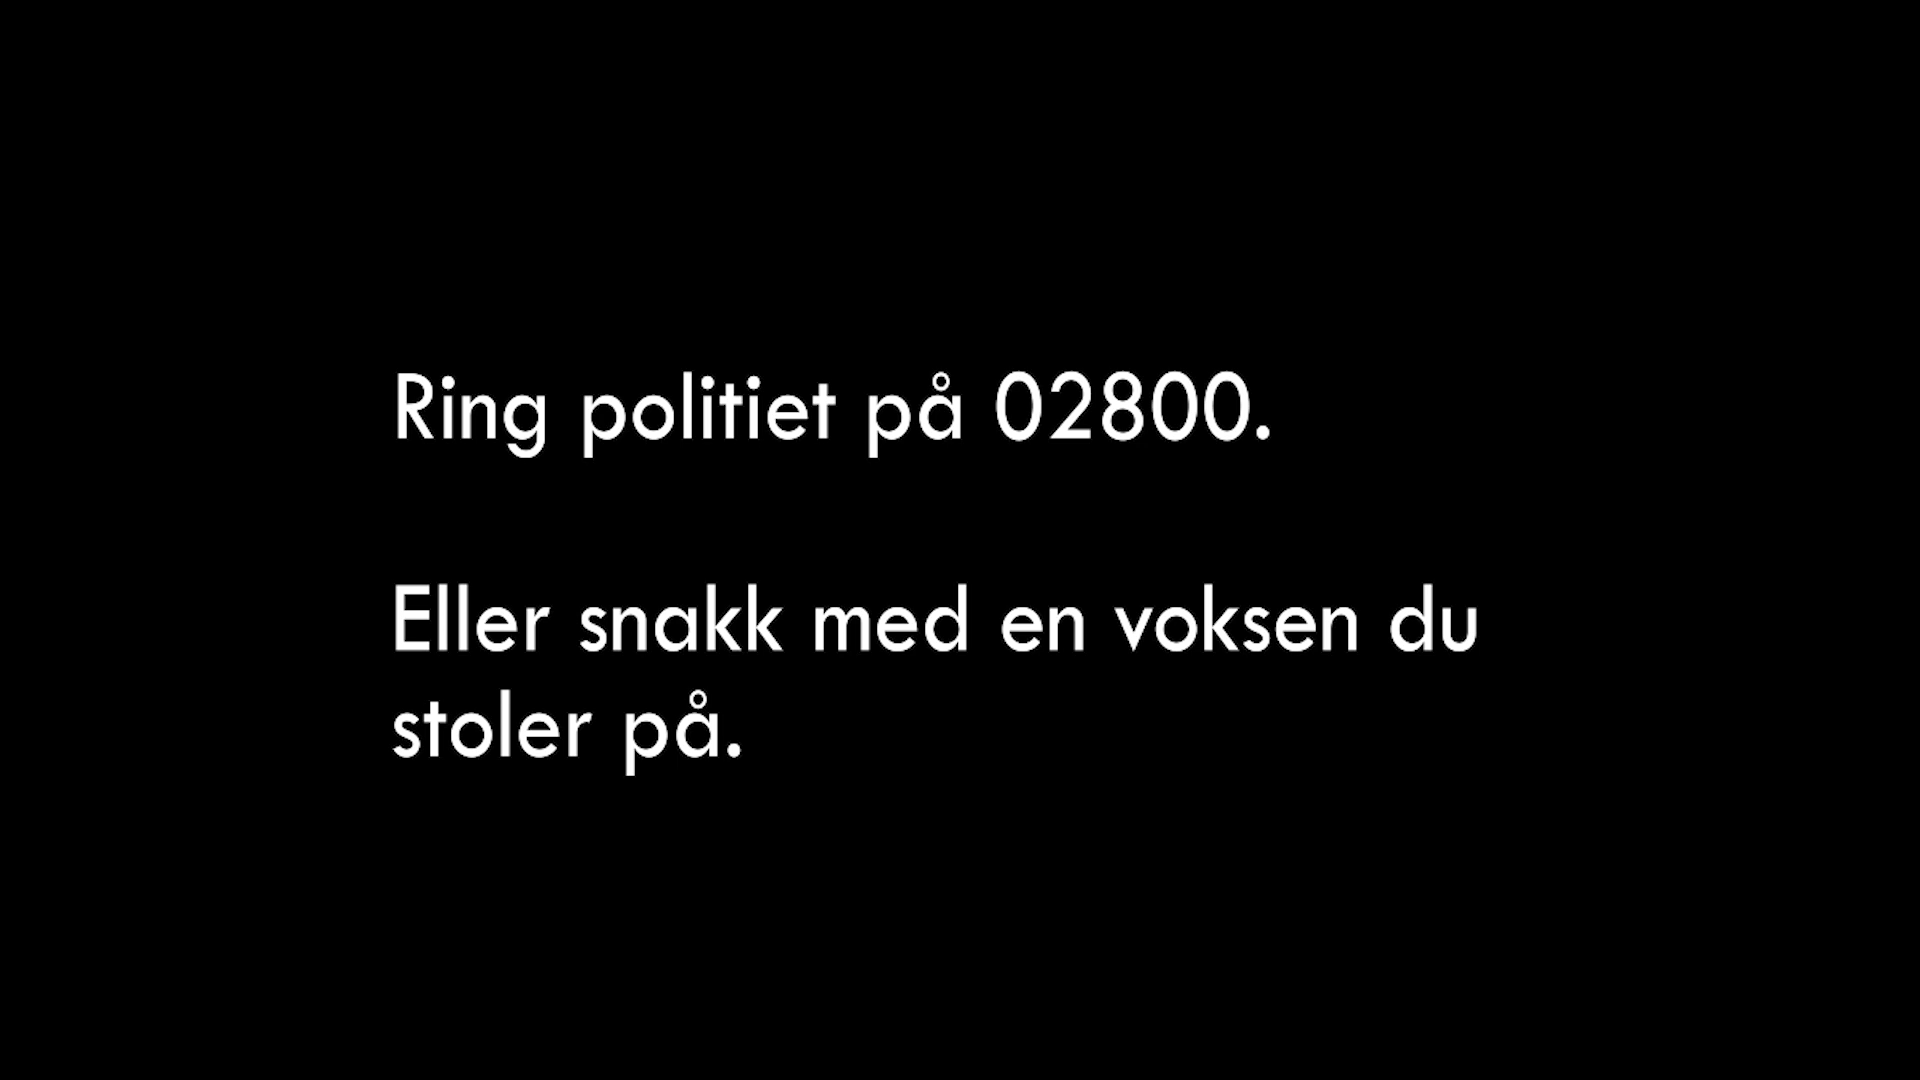 Ring politiet på 02800.
Eller snakk med en voksen du
stoler på.